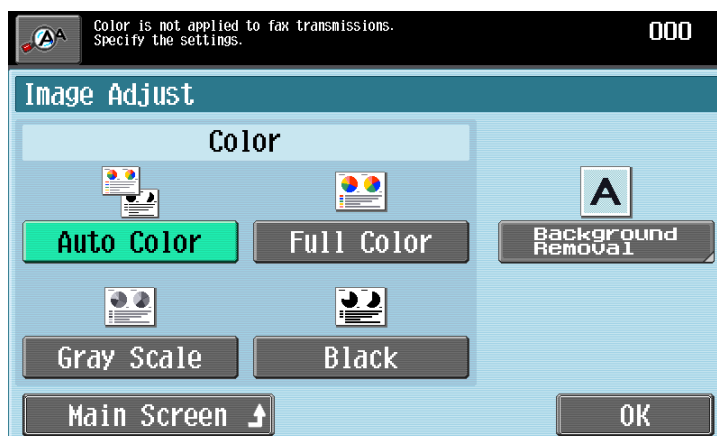 Color is not applied to fax transmissions.
Specify the settings.
000
Image Adjust
Color
Auto Color
Full Color
Background
Removal
Gray Scale
Black
Main Screen
OK